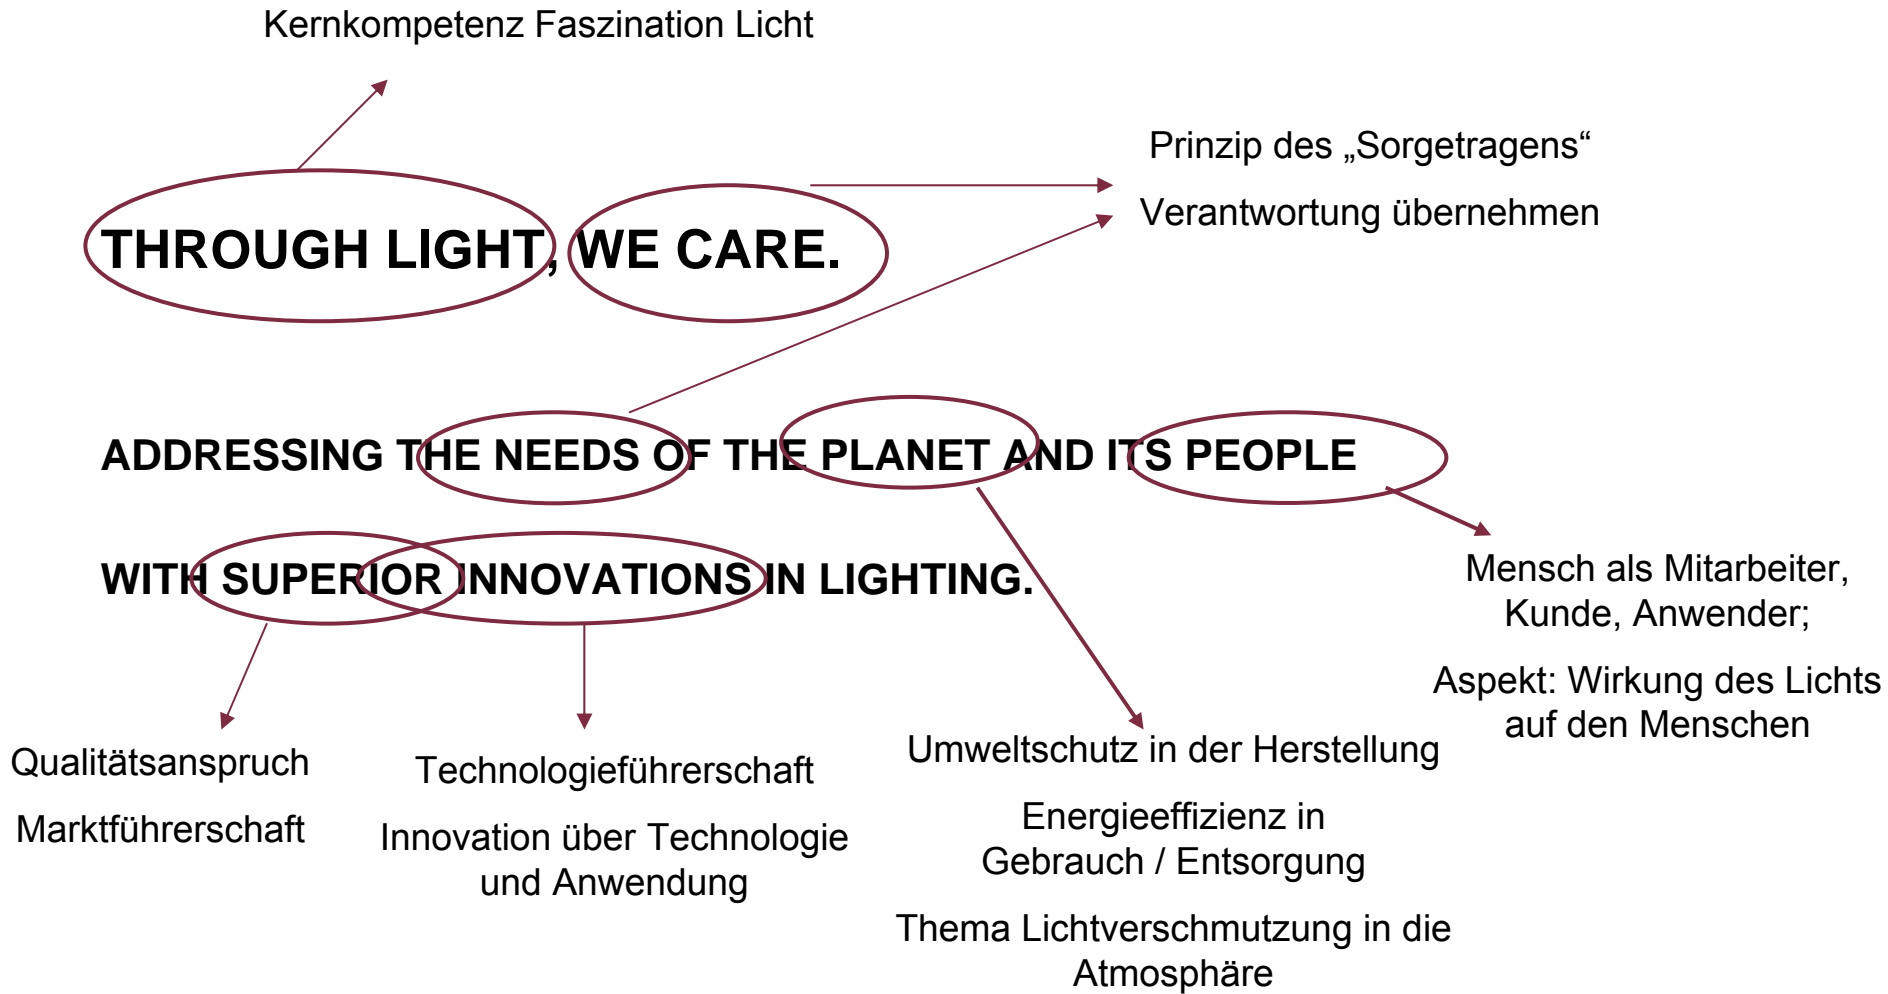 Kernkompetenz Faszination Licht
Prinzip des „Sorgetragens“
Verantwortung übernehmen
THROUGH LIGHT, WE CARE.
ADDRESSING THE NEEDS OF THE PLANET AND ITS PEOPLE
WITH SUPERIOR INNOVATIONS IN LIGHTING.
Mensch als Mitarbeiter,
Kunde, Anwender;
Aspekt: Wirkung des Lichts
auf den Menschen
Qualitätsanspruch
Marktführerschaft
Technologieführerschaft
Innovation über Technologie
und Anwendung
Umweltschutz in der Herstellung
Energieeffizienz in
Gebrauch / Entsorgung
Thema Lichtverschmutzung in die
Atmosphäre